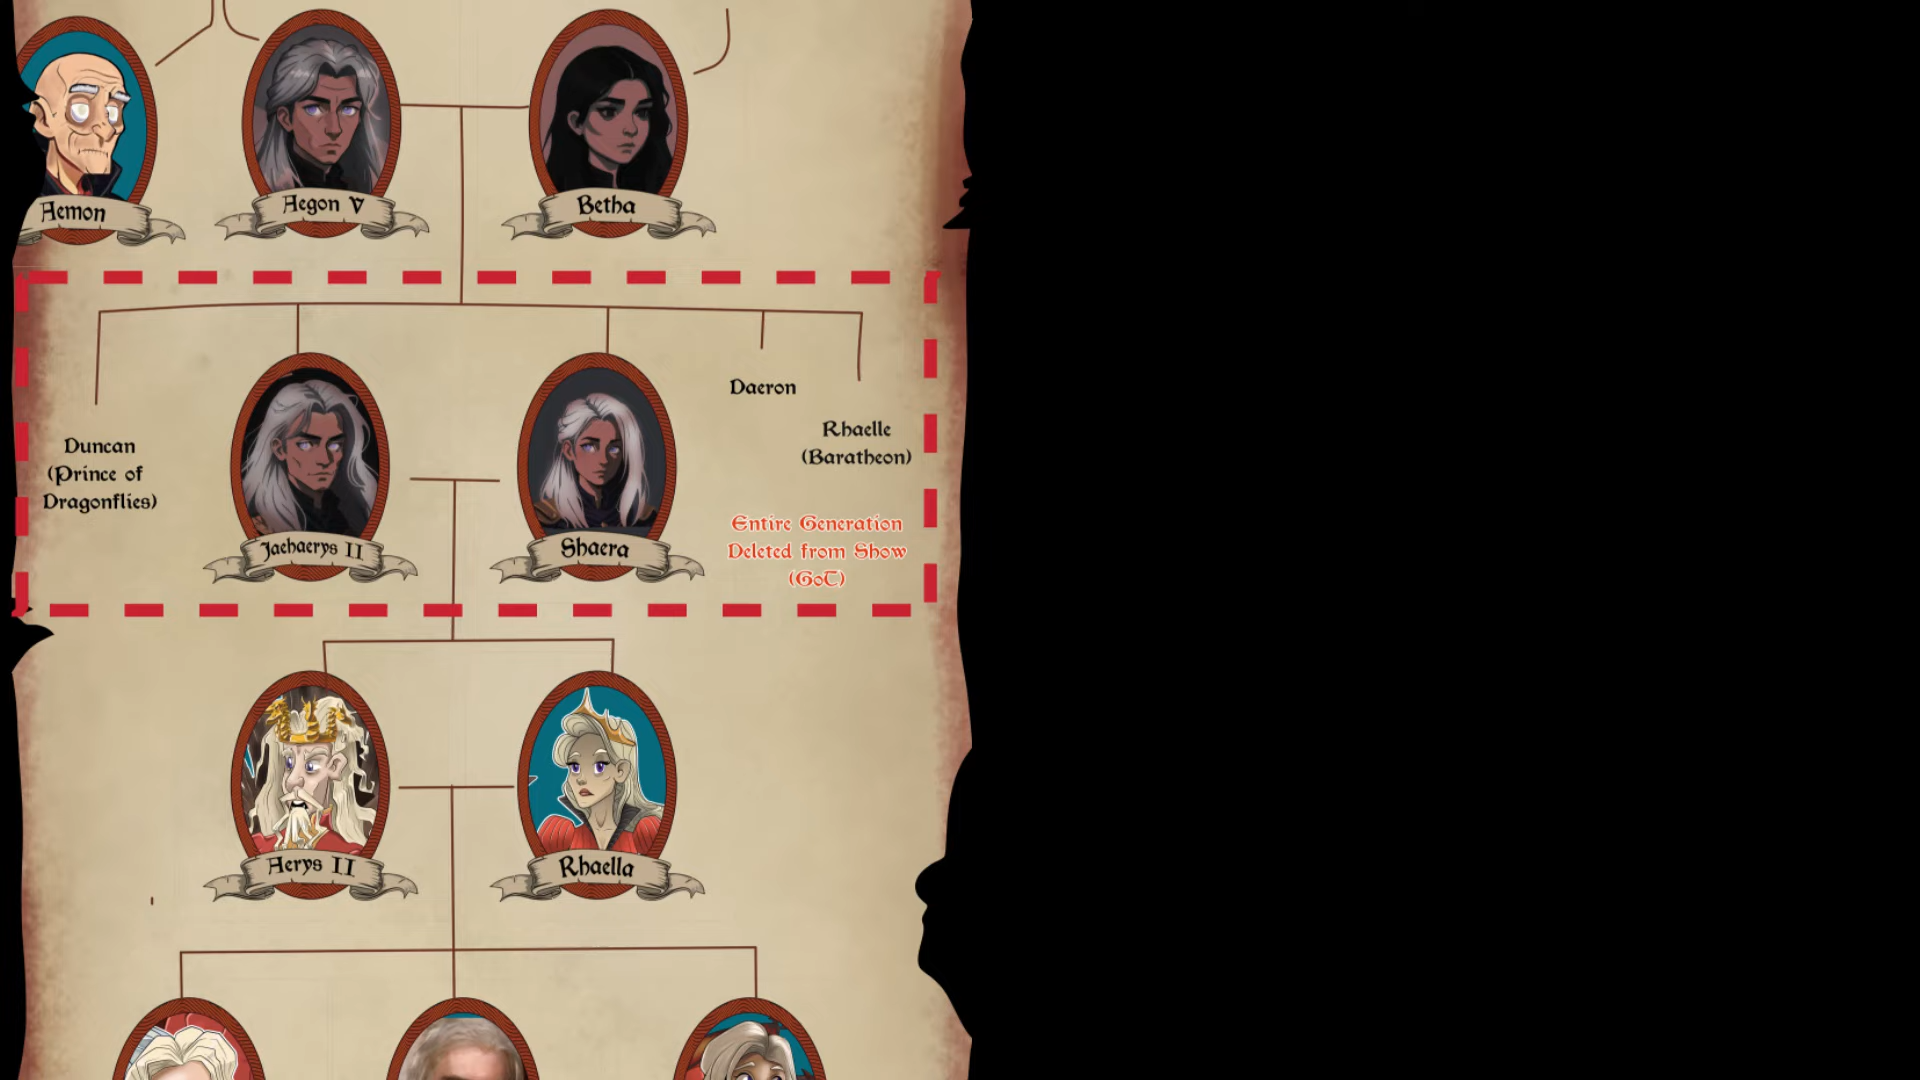 Aemon
Aegon V
Betha
Daeron
Rhaelle
(Baratheon)
Duncan
(Prince of
Dragonflies)
Jaehaerys II
Shaera
Entire Generation
Deleted from Show
(GoT)
Aerys II
Rhaella